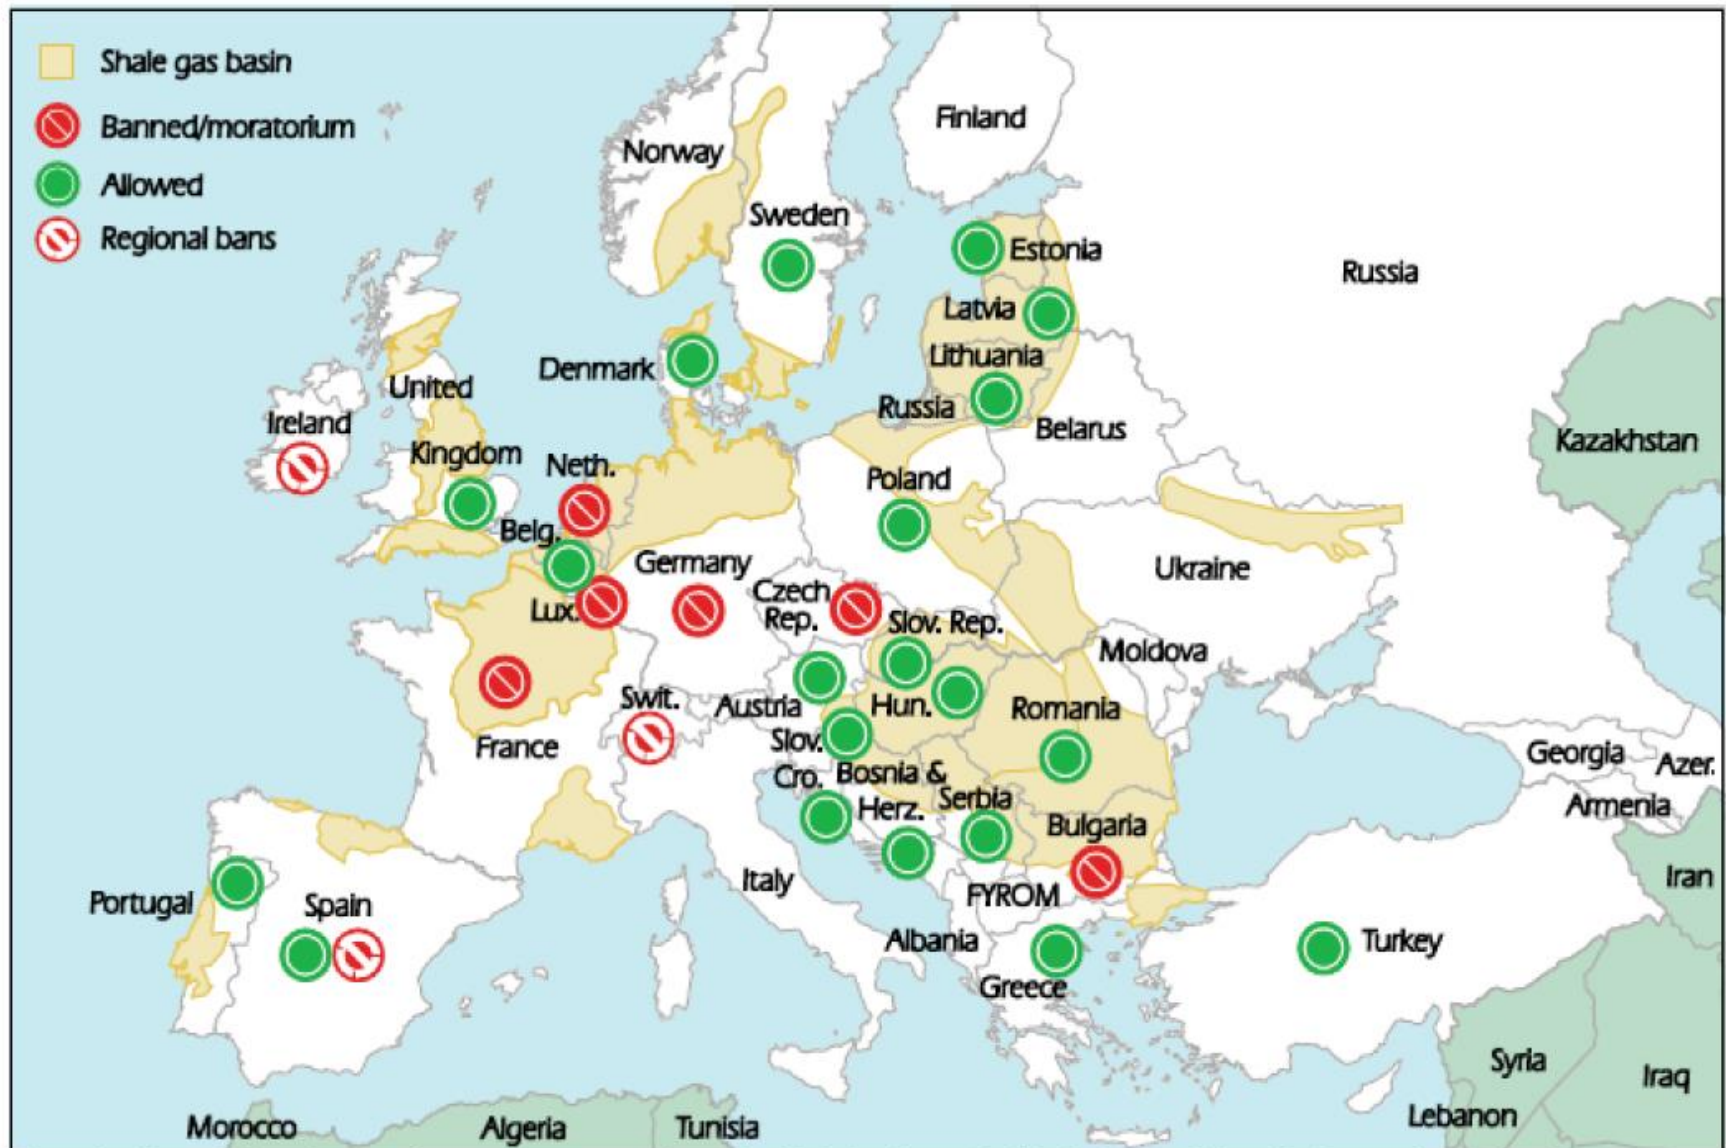 Shale gas basin
Banned/moratorium
Allowed
Regional bans
Finland
Norway
Sweden
Estonia
Russia
Latvia
Lithuania
Denmark
United
Kingdom
Ireland
Russia
Belarus
Kazakhstan
Neth.
Poland
Belg.
Germany
Ukraine
Czech
Rep.
Lux.
Slov. Rep.
Moldova
Swit.
Austria
Hun.
Romania
France
Slov.
Georgia
Azer.
Cro.
Bosnia &
Herz.
Serbia
Armenia
Bulgaria
Italy
Iran
Portugal
Spain
FYROM
Albania
Turkey
Greece
Syria
Iraq
Lebanon
Morocco
Algeria
Tunisia